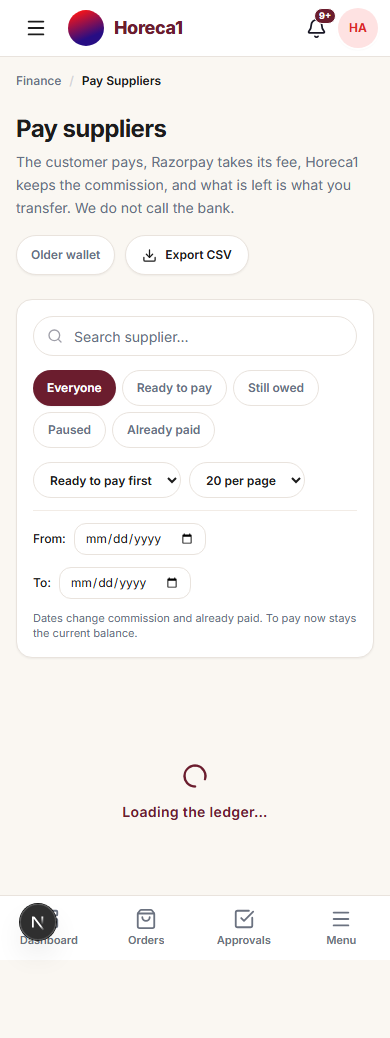 Horeca1
9+
HA
Finance / Pay Suppliers
Pay suppliers
The customer pays, Razorpay takes its fee, Horeca1
keeps the commission, and what is left is what you
transfer. We do not call the bank.
Older wallet
Export CSV
Search supplier...
Everyone
Ready to pay
Still owed
Paused
Already paid
Ready to pay first
20 per page
From: mm/dd/yyyy
To: mm/dd/yyyy
Dates change commission and already paid. To pay now stays
the current balance.
Loading the ledger...
N
Dashboard
Orders
Approvals
Menu